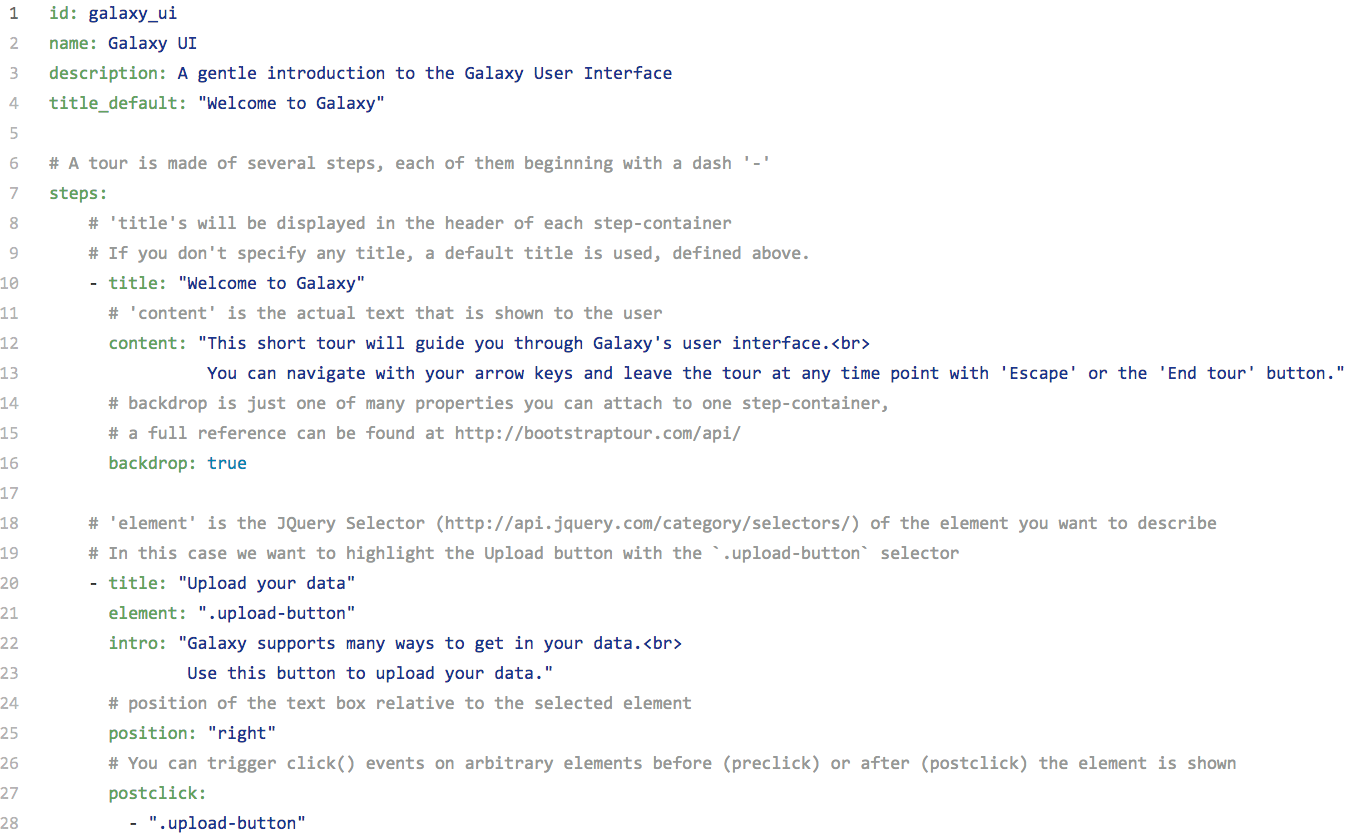 1 id: galaxy_ui
2 name: Galaxy UI
3 description: A gentle introduction to the Galaxy User Interface
4 title_default: "Welcome to Galaxy"
5
6 # A tour is made of several steps, each of them beginning with a dash '-'
7 steps:
8     # 'title's will be displayed in the header of each step-container
9     # If you don't specify any title, a default title is used, defined above.
10     - title: "Welcome to Galaxy"
11       # 'content' is the actual text that is shown to the user
12       content: "This short tour will guide you through Galaxy's user interface.<br>
13                 You can navigate with your arrow keys and leave the tour at any time point with 'Escape' or the 'End tour' button."
14       # backdrop is just one of many properties you can attach to one step-container,
15       # a full reference can be found at http://bootstraptour.com/api/
16       backdrop: true
17
18     # 'element' is the JQuery Selector (http://api.jquery.com/category/selectors/) of the element you want to describe
19     # In this case we want to highlight the Upload button with the `.upload-button` selector
20     - title: "Upload your data"
21       element: ".upload-button"
22       intro: "Galaxy supports many ways to get in your data.<br>
23               Use this button to upload your data."
24       # position of the text box relative to the selected element
25       position: "right"
26       # You can trigger click() events on arbitrary elements before (preclick) or after (postclick) the element is shown
27       postclick:
28         - ".upload-button"